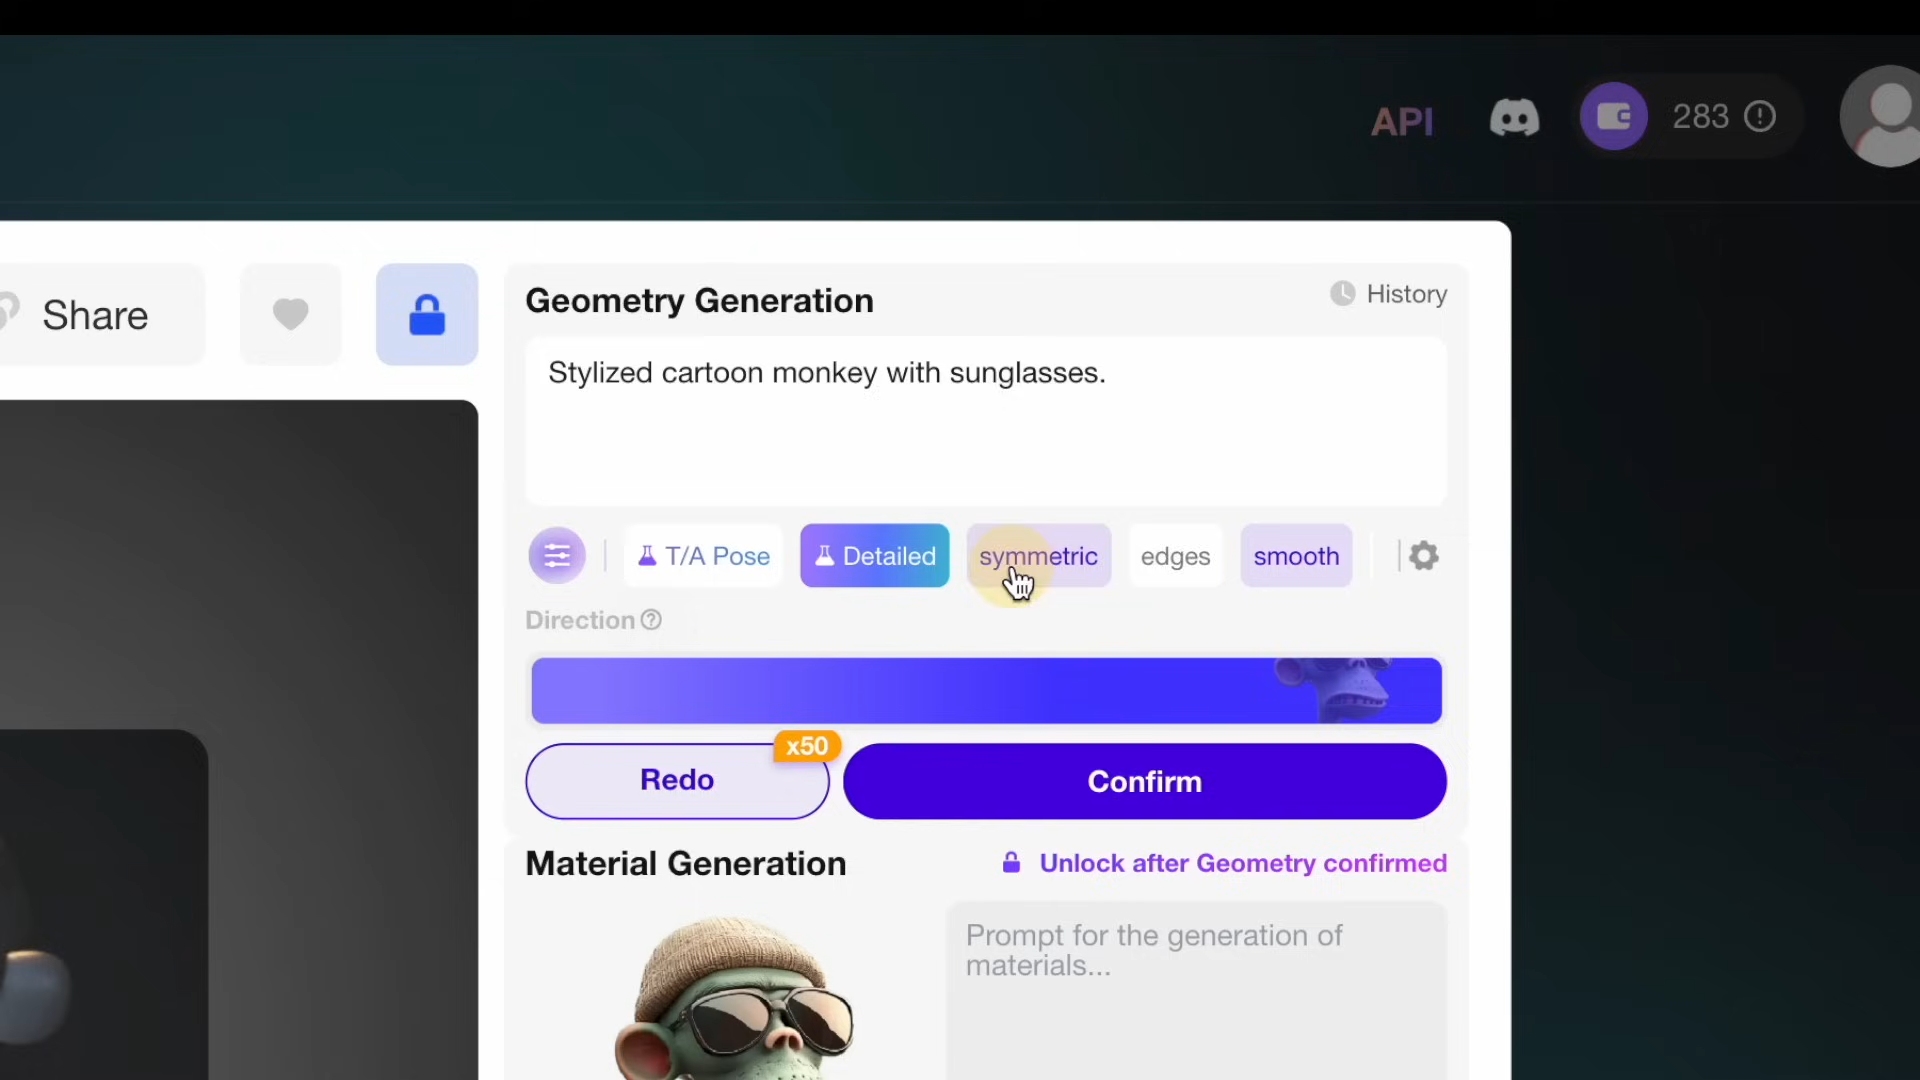 API
283
Share
Geometry Generation
History
Stylized cartoon monkey with sunglasses.
T/A Pose
Detailed
symmetric
edges
smooth
Direction
x50
Redo
Confirm
Material Generation
Unlock after Geometry confirmed
Prompt for the generation of
materials...